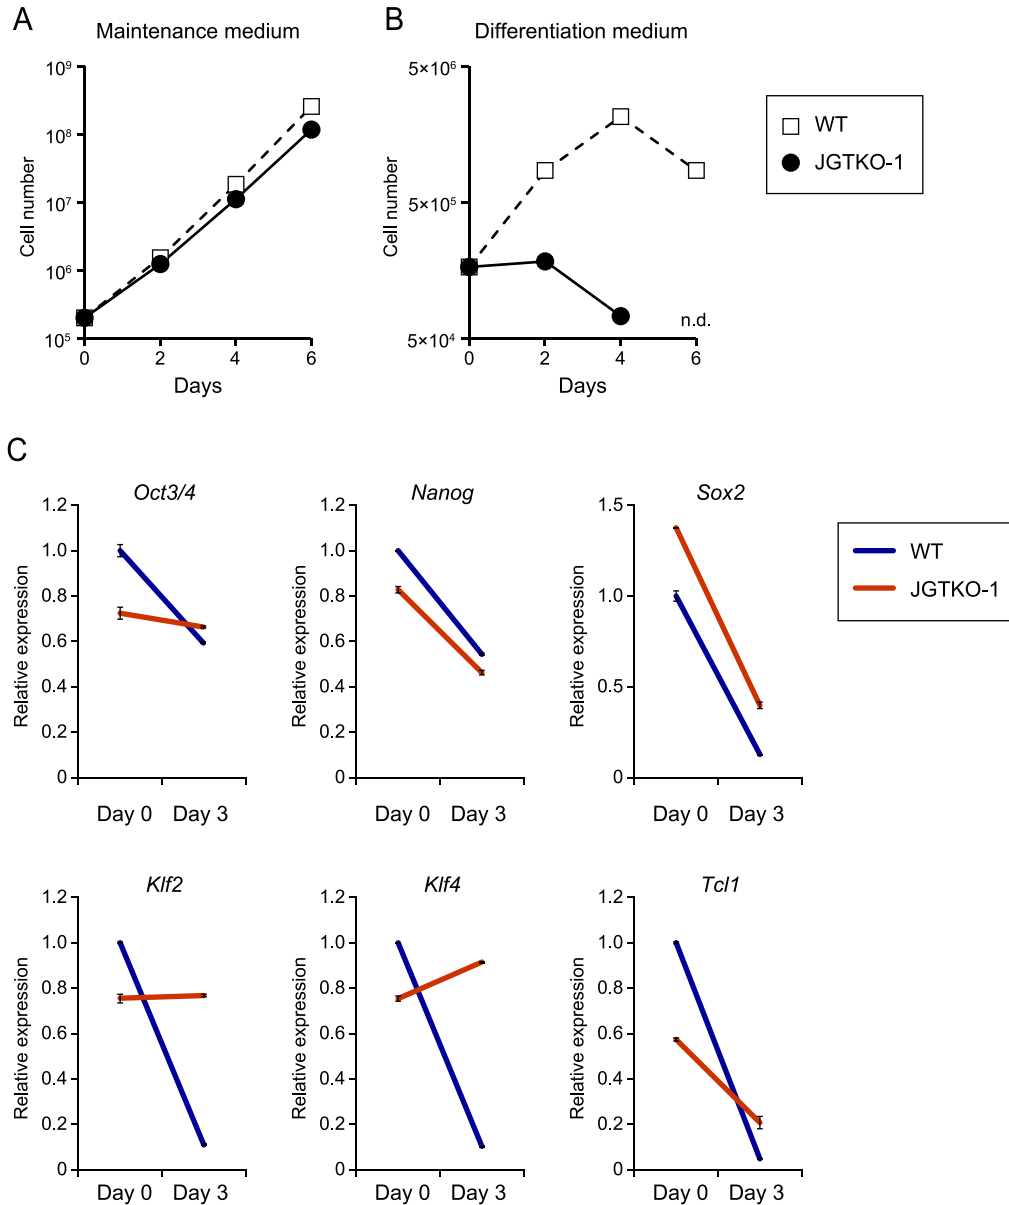 A
Maintenance medium
Cell number
10⁹
10⁸
10⁷
10⁶
10⁵
0 2 4 6
Days
B
Differentiation medium
Cell number
5×10⁶
5×10⁵
5×10⁴
n.d.
0 2 4 6
Days
WT
JGTKO-1
C
Oct3/4
Relative expression
1.2
1.0
0.8
0.6
0.4
0.2
0
Day 0 Day 3
Nanog
Relative expression
1.2
1.0
0.8
0.6
0.4
0.2
0
Day 0 Day 3
Sox2
Relative expression
1.5
1.0
0.5
0
Day 0 Day 3
WT
JGTKO-1
Klf2
Relative expression
1.2
1.0
0.8
0.6
0.4
0.2
0
Day 0 Day 3
Klf4
Relative expression
1.2
1.0
0.8
0.6
0.4
0.2
0
Day 0 Day 3
Tcl1
Relative expression
1.2
1.0
0.8
0.6
0.4
0.2
0
Day 0 Day 3